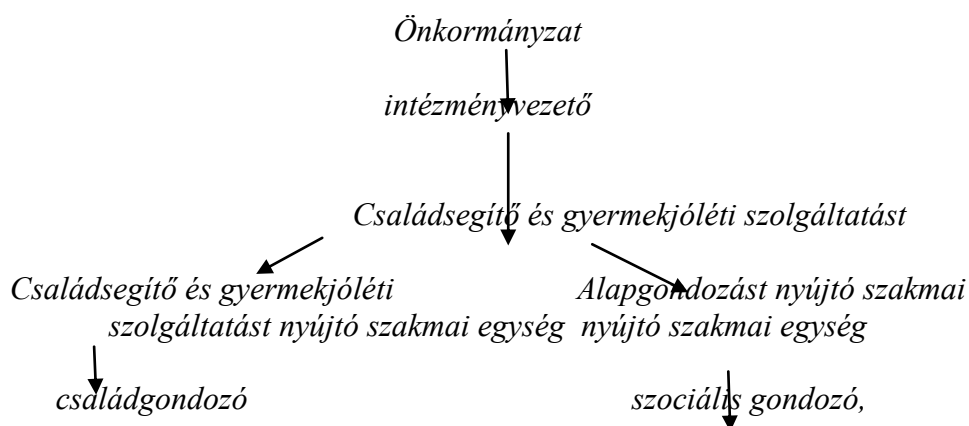 Önkormányzat
intézményvezető
Családsegítő és gyermekjóléti szolgáltatást
Családsegítő és gyermekjóléti Alapgondozást nyújtó szakmai
szolgáltatást nyújtó szakmai egység nyújtó szakmai egység
családgondozó szociális gondozó,